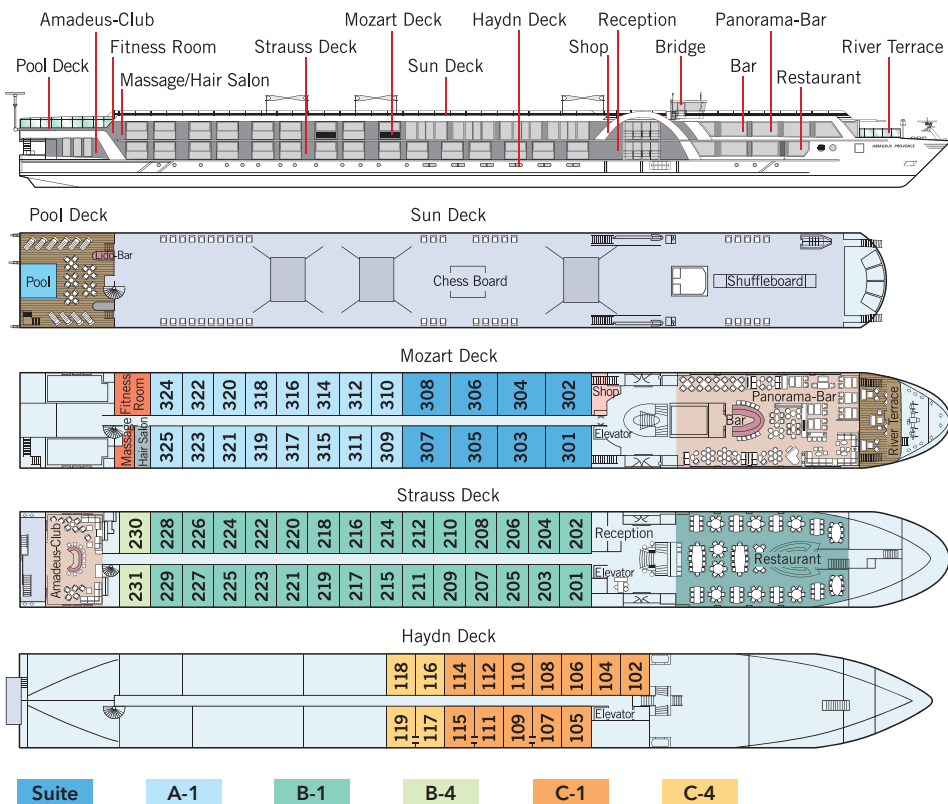 Amadeus-Club
Mozart Deck
Haydn Deck
Reception
Panorama-Bar
Fitness Room
Strauss Deck
Shop
Bridge
River Terrace
Pool Deck
Massage/Hair Salon
Sun Deck
Bar
Restaurant
AMADEUS PROVENCE
Pool Deck
Sun Deck
Lido-Bar
Pool
Chess Board
Shuffleboard
Mozart Deck
Fitness Room
324 322 320 318 316 314 312 310 308 306 304 302
Shop
Panorama-Bar
Bar
River Terrace
Massage
Hair Salon
325 323 321 319 317 315 311 309 307 305 303 301
Elevator
Strauss Deck
Amadeus-Club
230 228 226 224 222 220 218 216 214 212 210 208 206 204 202
Reception
Restaurant
231 229 227 225 223 221 219 217 215 211 209 207 205 203 201
Elevator
Haydn Deck
118 116 114 112 110 108 106 104 102
119 117 115 111 109 107 105
Elevator
Suite
A-1
B-1
B-4
C-1
C-4